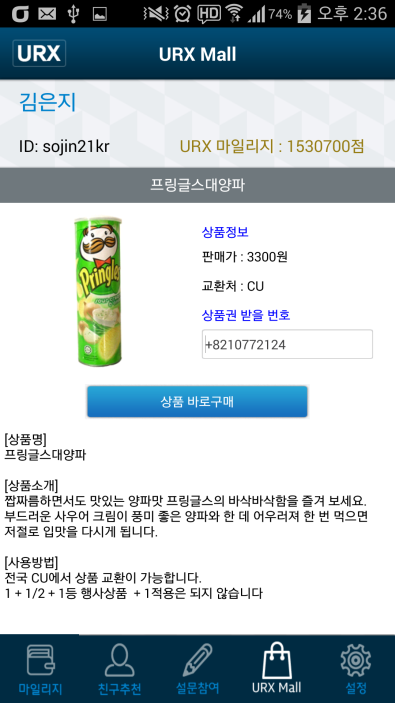 74% 오후 2:36
URX URX Mall
김은지
ID: sojin21kr URX 마일리지 : 1530700점
프링글스대양파
Pringles
상품정보
판매가 : 3300원
교환처 : CU
상품권 받을 번호
+8210772124
상품 바로구매
[상품명]
프링글스대양파
[상품소개]
짭짜름하면서도 맛있는 양파맛 프링글스의 바삭바삭함을 즐겨 보세요.
부드러운 사우어 크림이 풍미 좋은 양파와 한 데 어우러져 한 번 먹으면
저절로 입맛을 다시게 됩니다.
[사용방법]
전국 CU에서 상품 교환이 가능합니다.
1 + 1/2 + 1등 행사상품 + 1적용은 되지 않습니다
마일리지 친구추천 설문참여 URX Mall 설정